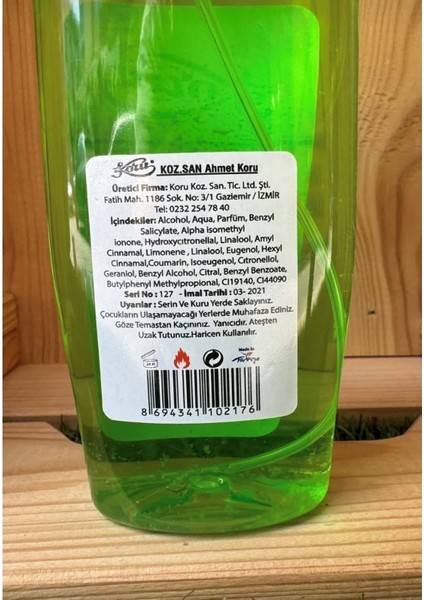 Koru KOZ.SAN Ahmet Koru
Üretici Firma: Koru Koz. San. Tic. Ltd. Şti.
Fatih Mah. 1186 Sok. No: 3/1 Gaziemir / İZMİR
Tel: 0232 254 78 40
İçindekiler: Alcohol, Aqua, Parfüm, Benzyl
Salicylate, Alpha isomethyl
ionone, Hydroxycitronellal, Linalool, Amyl
Cinnamal, Limonene , Linalool, Eugenol, Hexyl
Cinnamal,Coumarin, Isoeugenol, Citronellol,
Geraniol, Benzyl Alcohol, Citral, Benzyl Benzoate,
Butylphenyl Methylpropional, CI19140, CI44090
Seri No : 127 - İmal Tarihi : 03- 2021
Uyarılar : Serin Ve Kuru Yerde Saklayınız.
Çocukların Ulaşamayacağı Yerlerde Muhafaza Ediniz.
Göze Temastan Kaçınınız. Yanıcıdır. Ateşten
Uzak Tutunuz.Haricen Kullanılır.
Made in
Türkiye
8 694341 102176